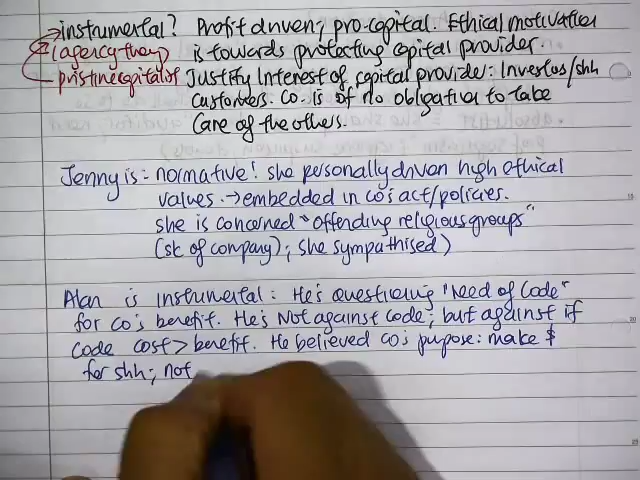 instrumental? Profit driven; pro-capital. Ethical motivation
(agency theory) is towards protecting capital provider.
pristine capitalist Justify Interest of capital provider: Investors/shh
customers. Co. is of no obligation to take
care of the others.
Jenny is: normative! she personally driven high ethical
values. → embedded in co's act/policies.
she is concerned "offending religious groups"
(sk of company); she sympathised)
Alan is instrumental: He's questioning "Need of Code"
for co's benefit. He's Not against code; but against if
code cost > benefit. He believed co's purpose: make $
for shh; not